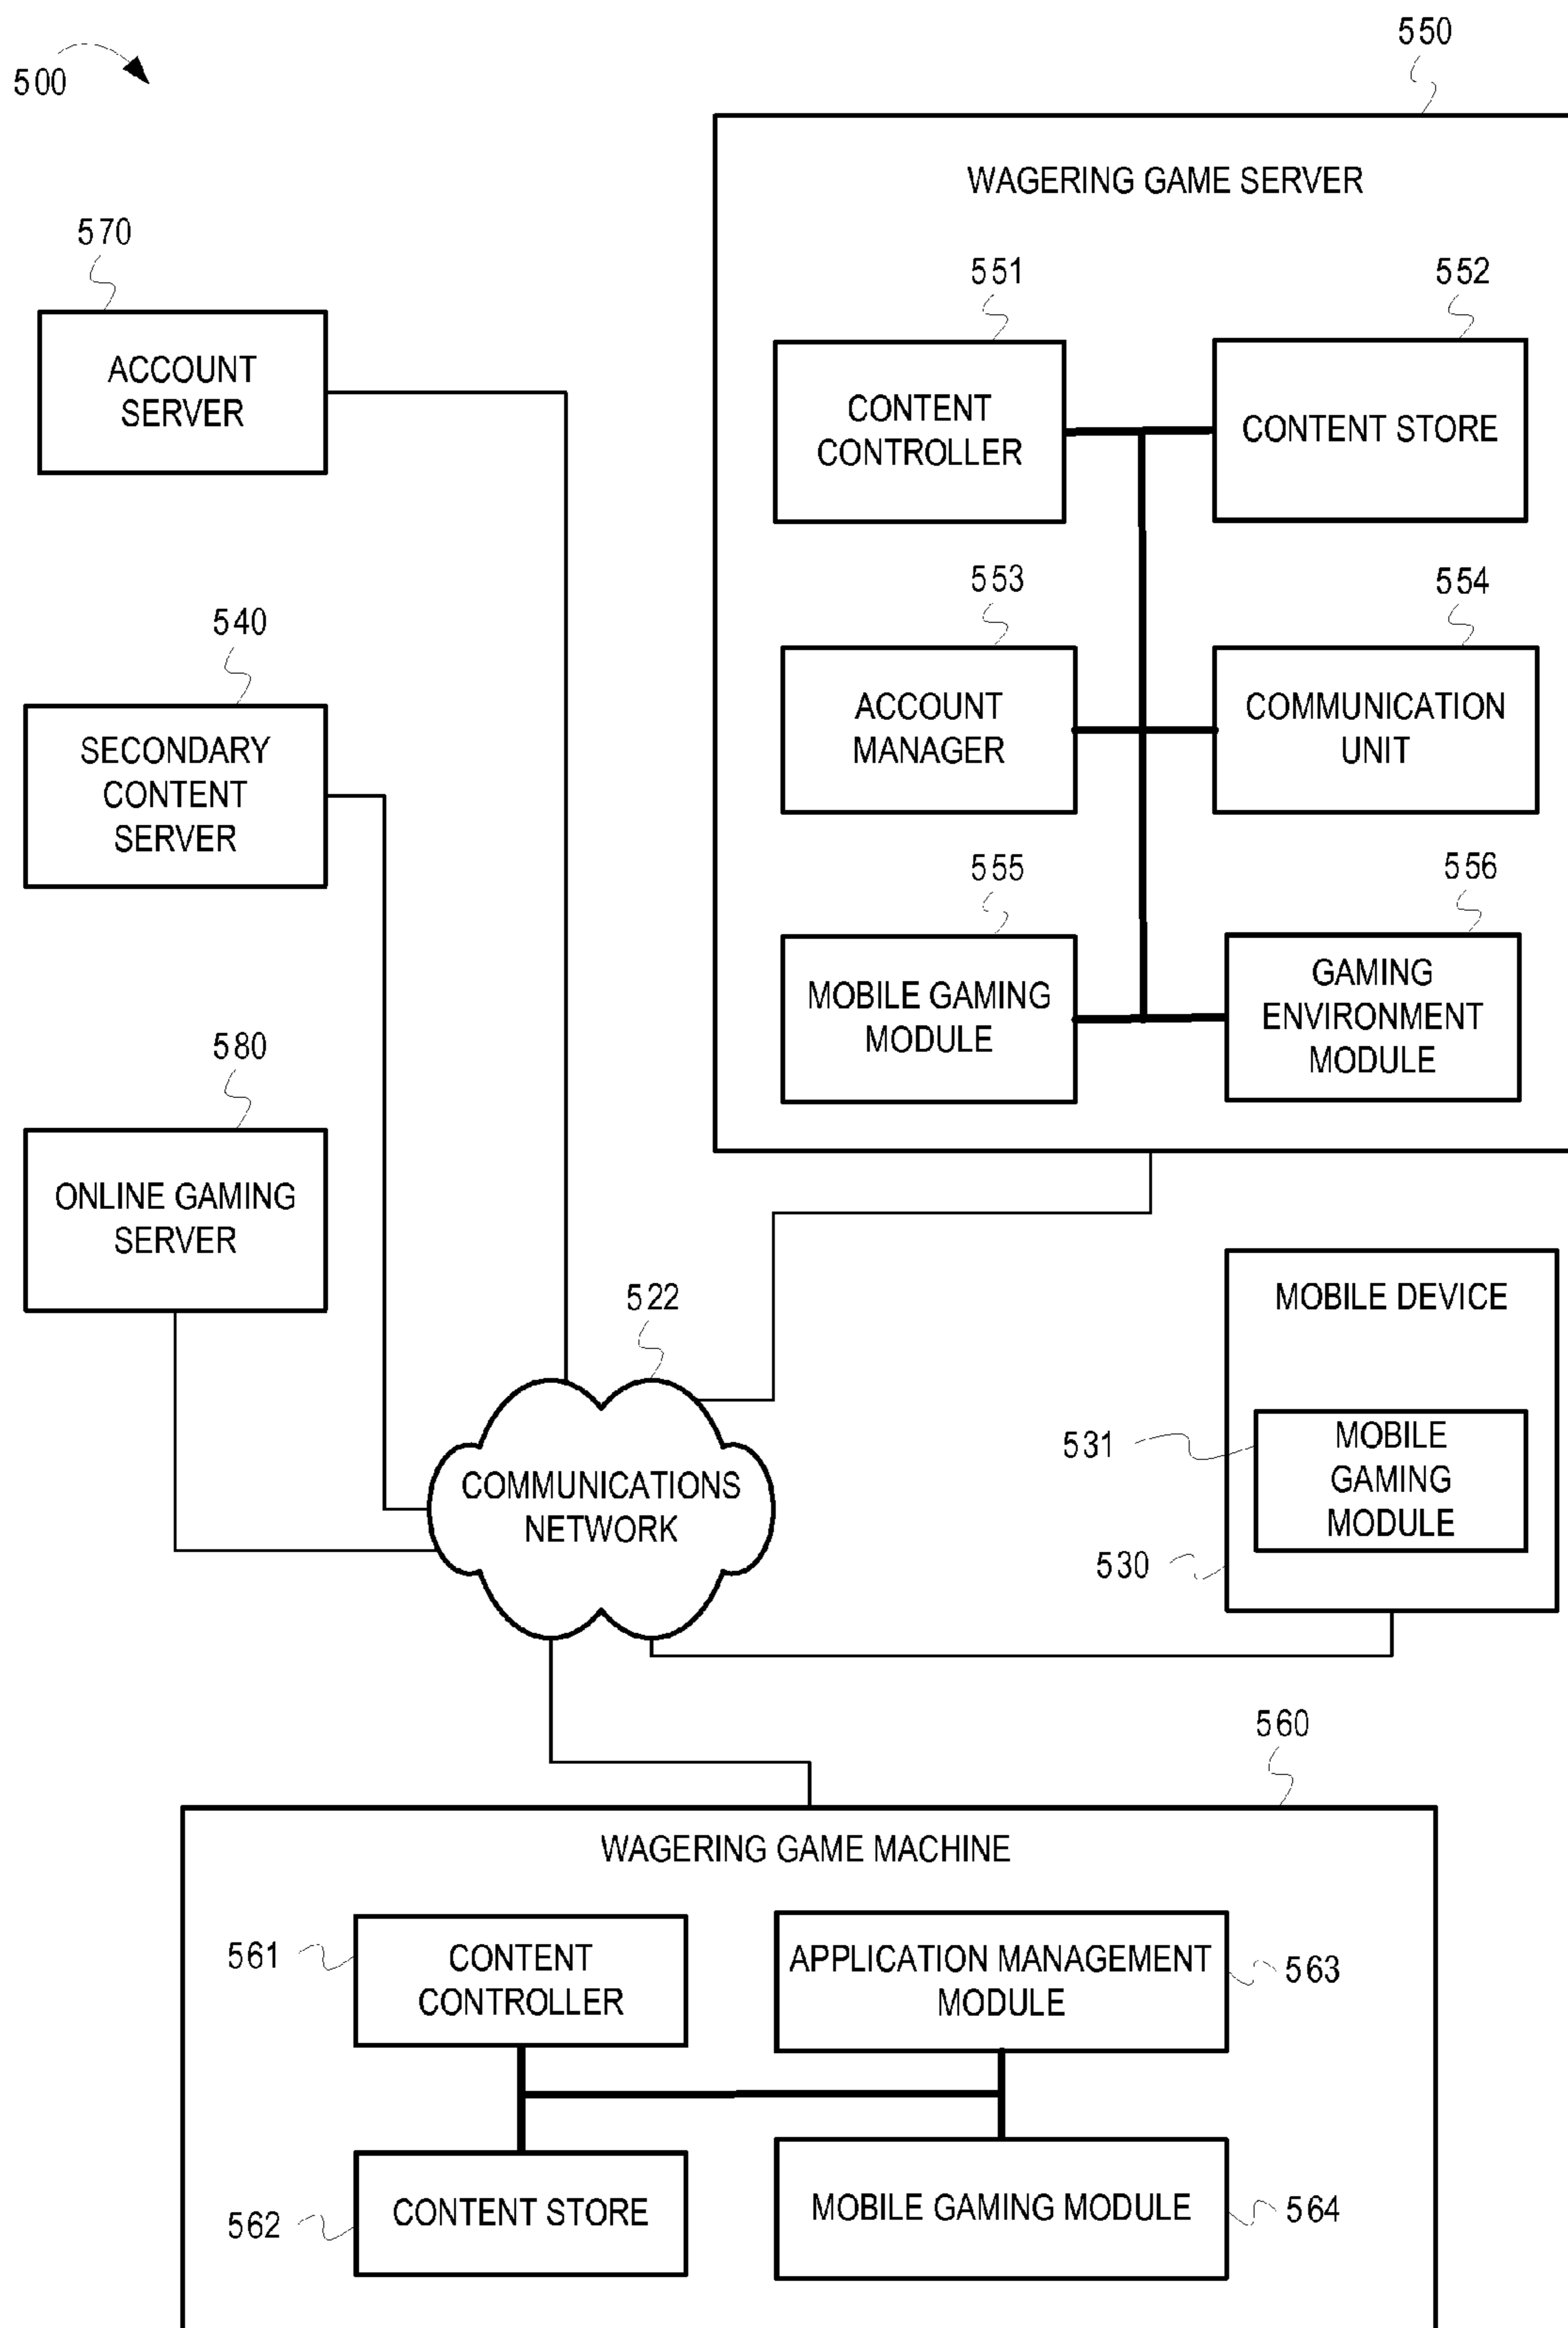 500
550
WAGERING GAME SERVER
570
ACCOUNT
SERVER
551
CONTENT
CONTROLLER
552
CONTENT STORE
553
ACCOUNT
MANAGER
554
COMMUNICATION
UNIT
555
MOBILE GAMING
MODULE
556
GAMING
ENVIRONMENT
MODULE
540
SECONDARY
CONTENT
SERVER
580
ONLINE GAMING
SERVER
522
COMMUNICATIONS
NETWORK
MOBILE DEVICE
531
MOBILE
GAMING
MODULE
530
560
WAGERING GAME MACHINE
561
CONTENT
CONTROLLER
APPLICATION MANAGEMENT
MODULE
563
562
CONTENT STORE
MOBILE GAMING MODULE
564